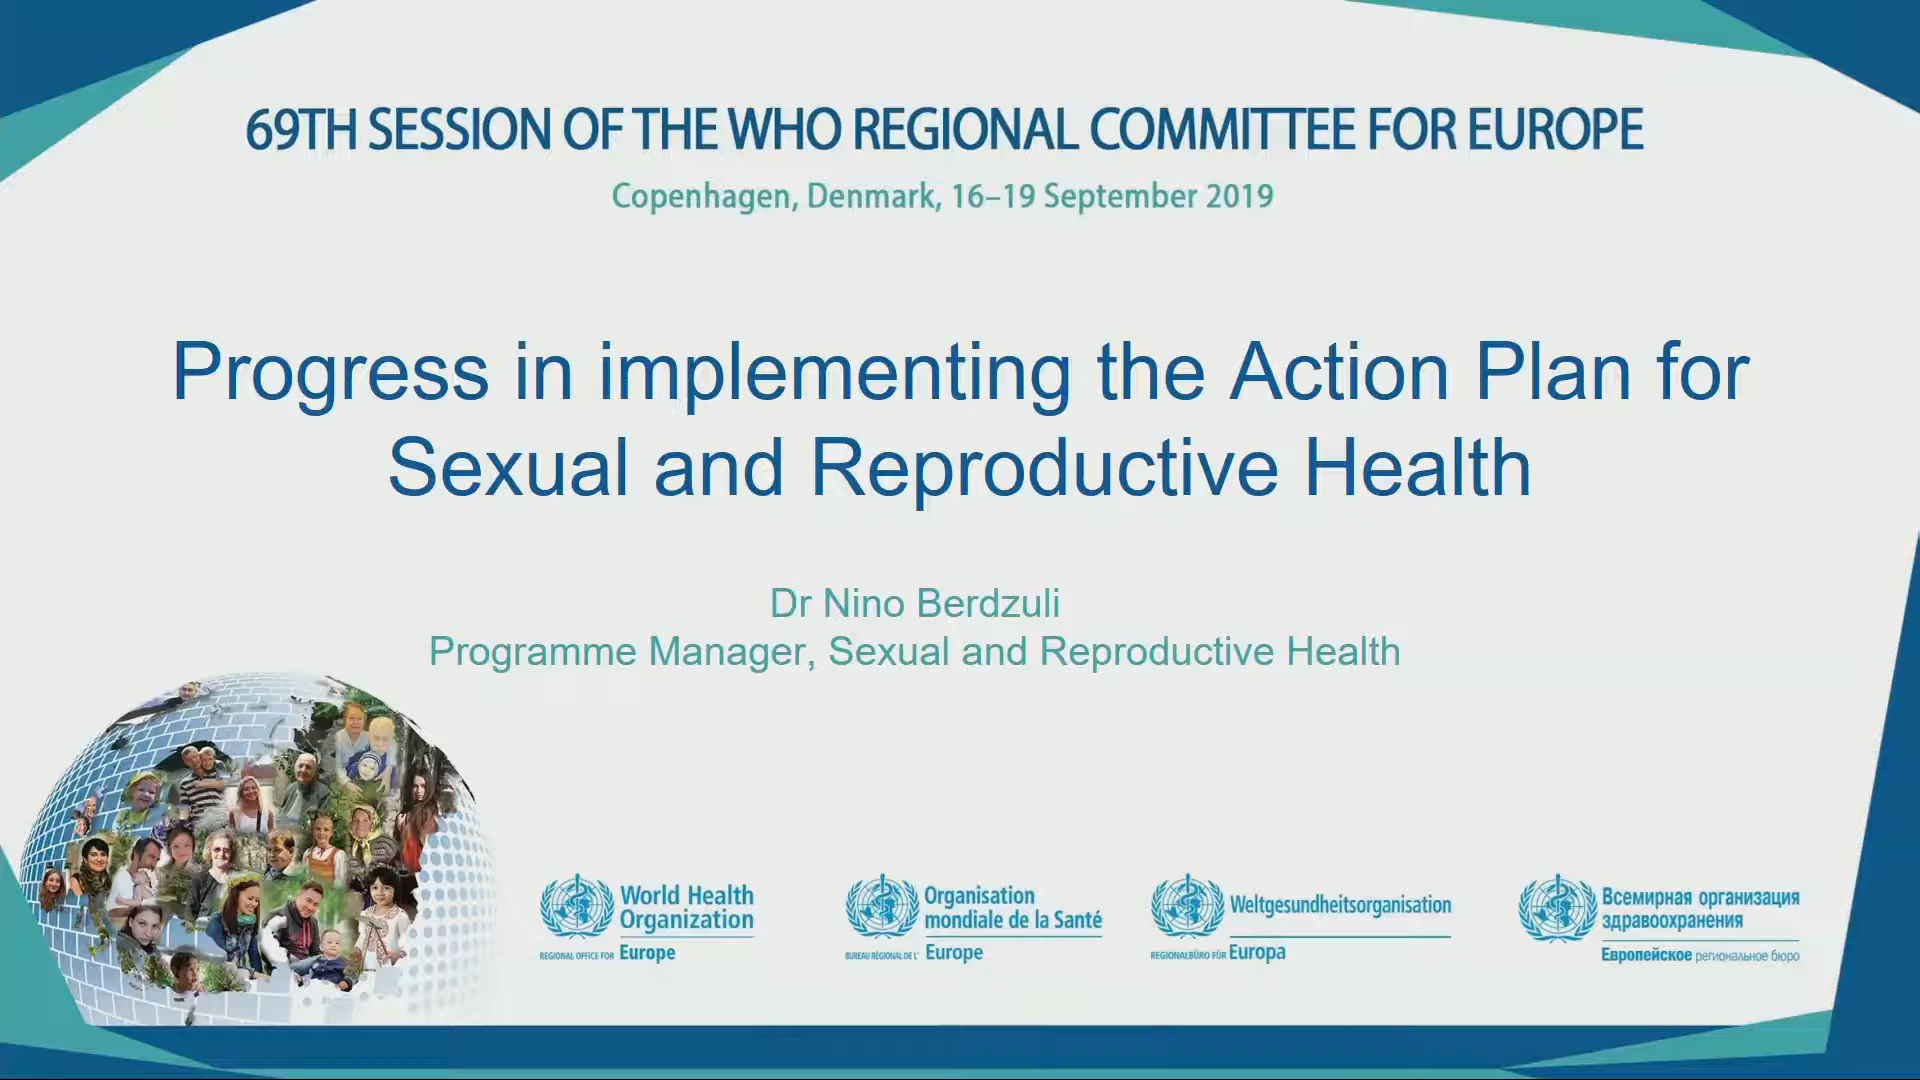 69TH SESSION OF THE WHO REGIONAL COMMITTEE FOR EUROPE
Copenhagen, Denmark, 16–19 September 2019
Progress in implementing the Action Plan for
Sexual and Reproductive Health
Dr Nino Berdzuli
Programme Manager, Sexual and Reproductive Health
World Health
Organization
REGIONAL OFFICE FOR Europe
Organisation
mondiale de la Santé
BUREAU RÉGIONAL DE L' Europe
Weltgesundheitsorganisation
REGIONALBÜRO FÜR Europa
Всемирная организация
здравоохранения
Европейское региональное бюро